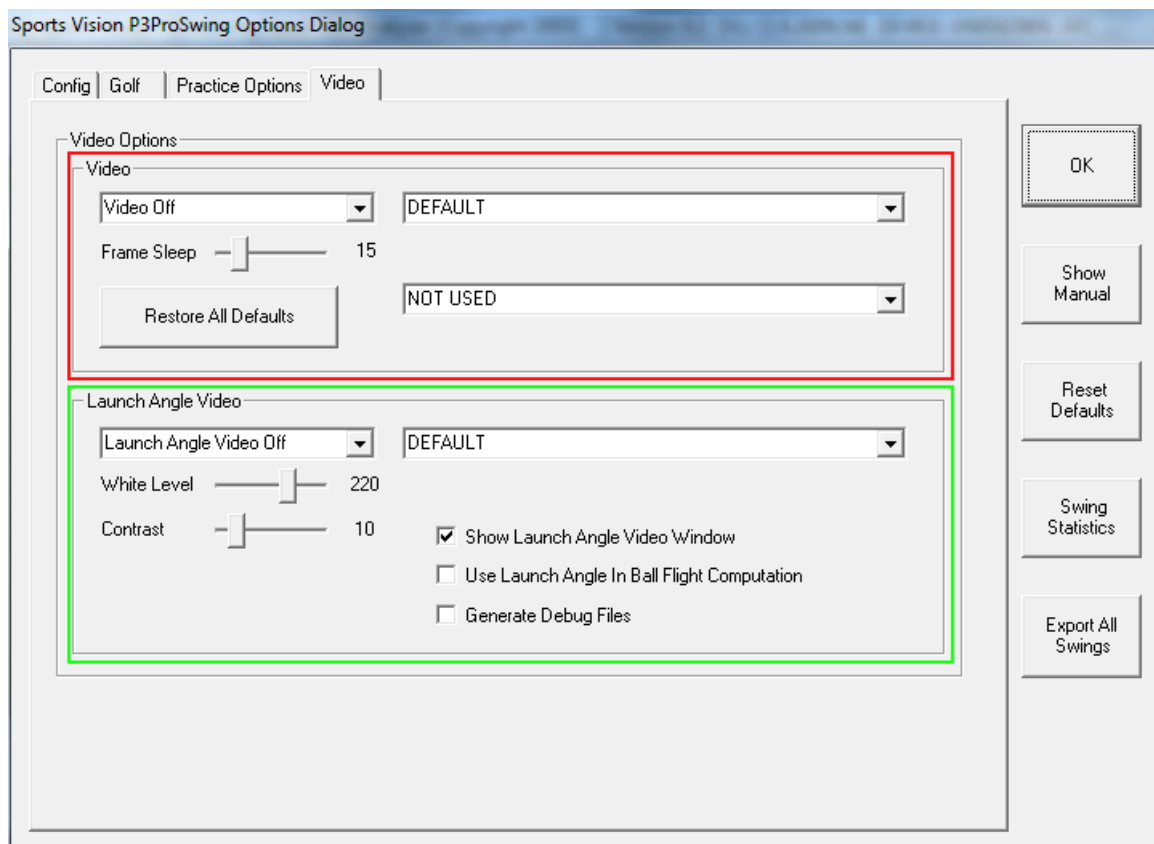 Sports Vision P3ProSwing Options Dialog
Config Golf Practice Options Video
Video Options
Video
Video Off DEFAULT
Frame Sleep 15
NOT USED
Restore All Defaults
Launch Angle Video
Launch Angle Video Off DEFAULT
White Level 220
Contrast 10
Show Launch Angle Video Window
Use Launch Angle In Ball Flight Computation
Generate Debug Files
OK
Show
Manual
Reset
Defaults
Swing
Statistics
Export All
Swings